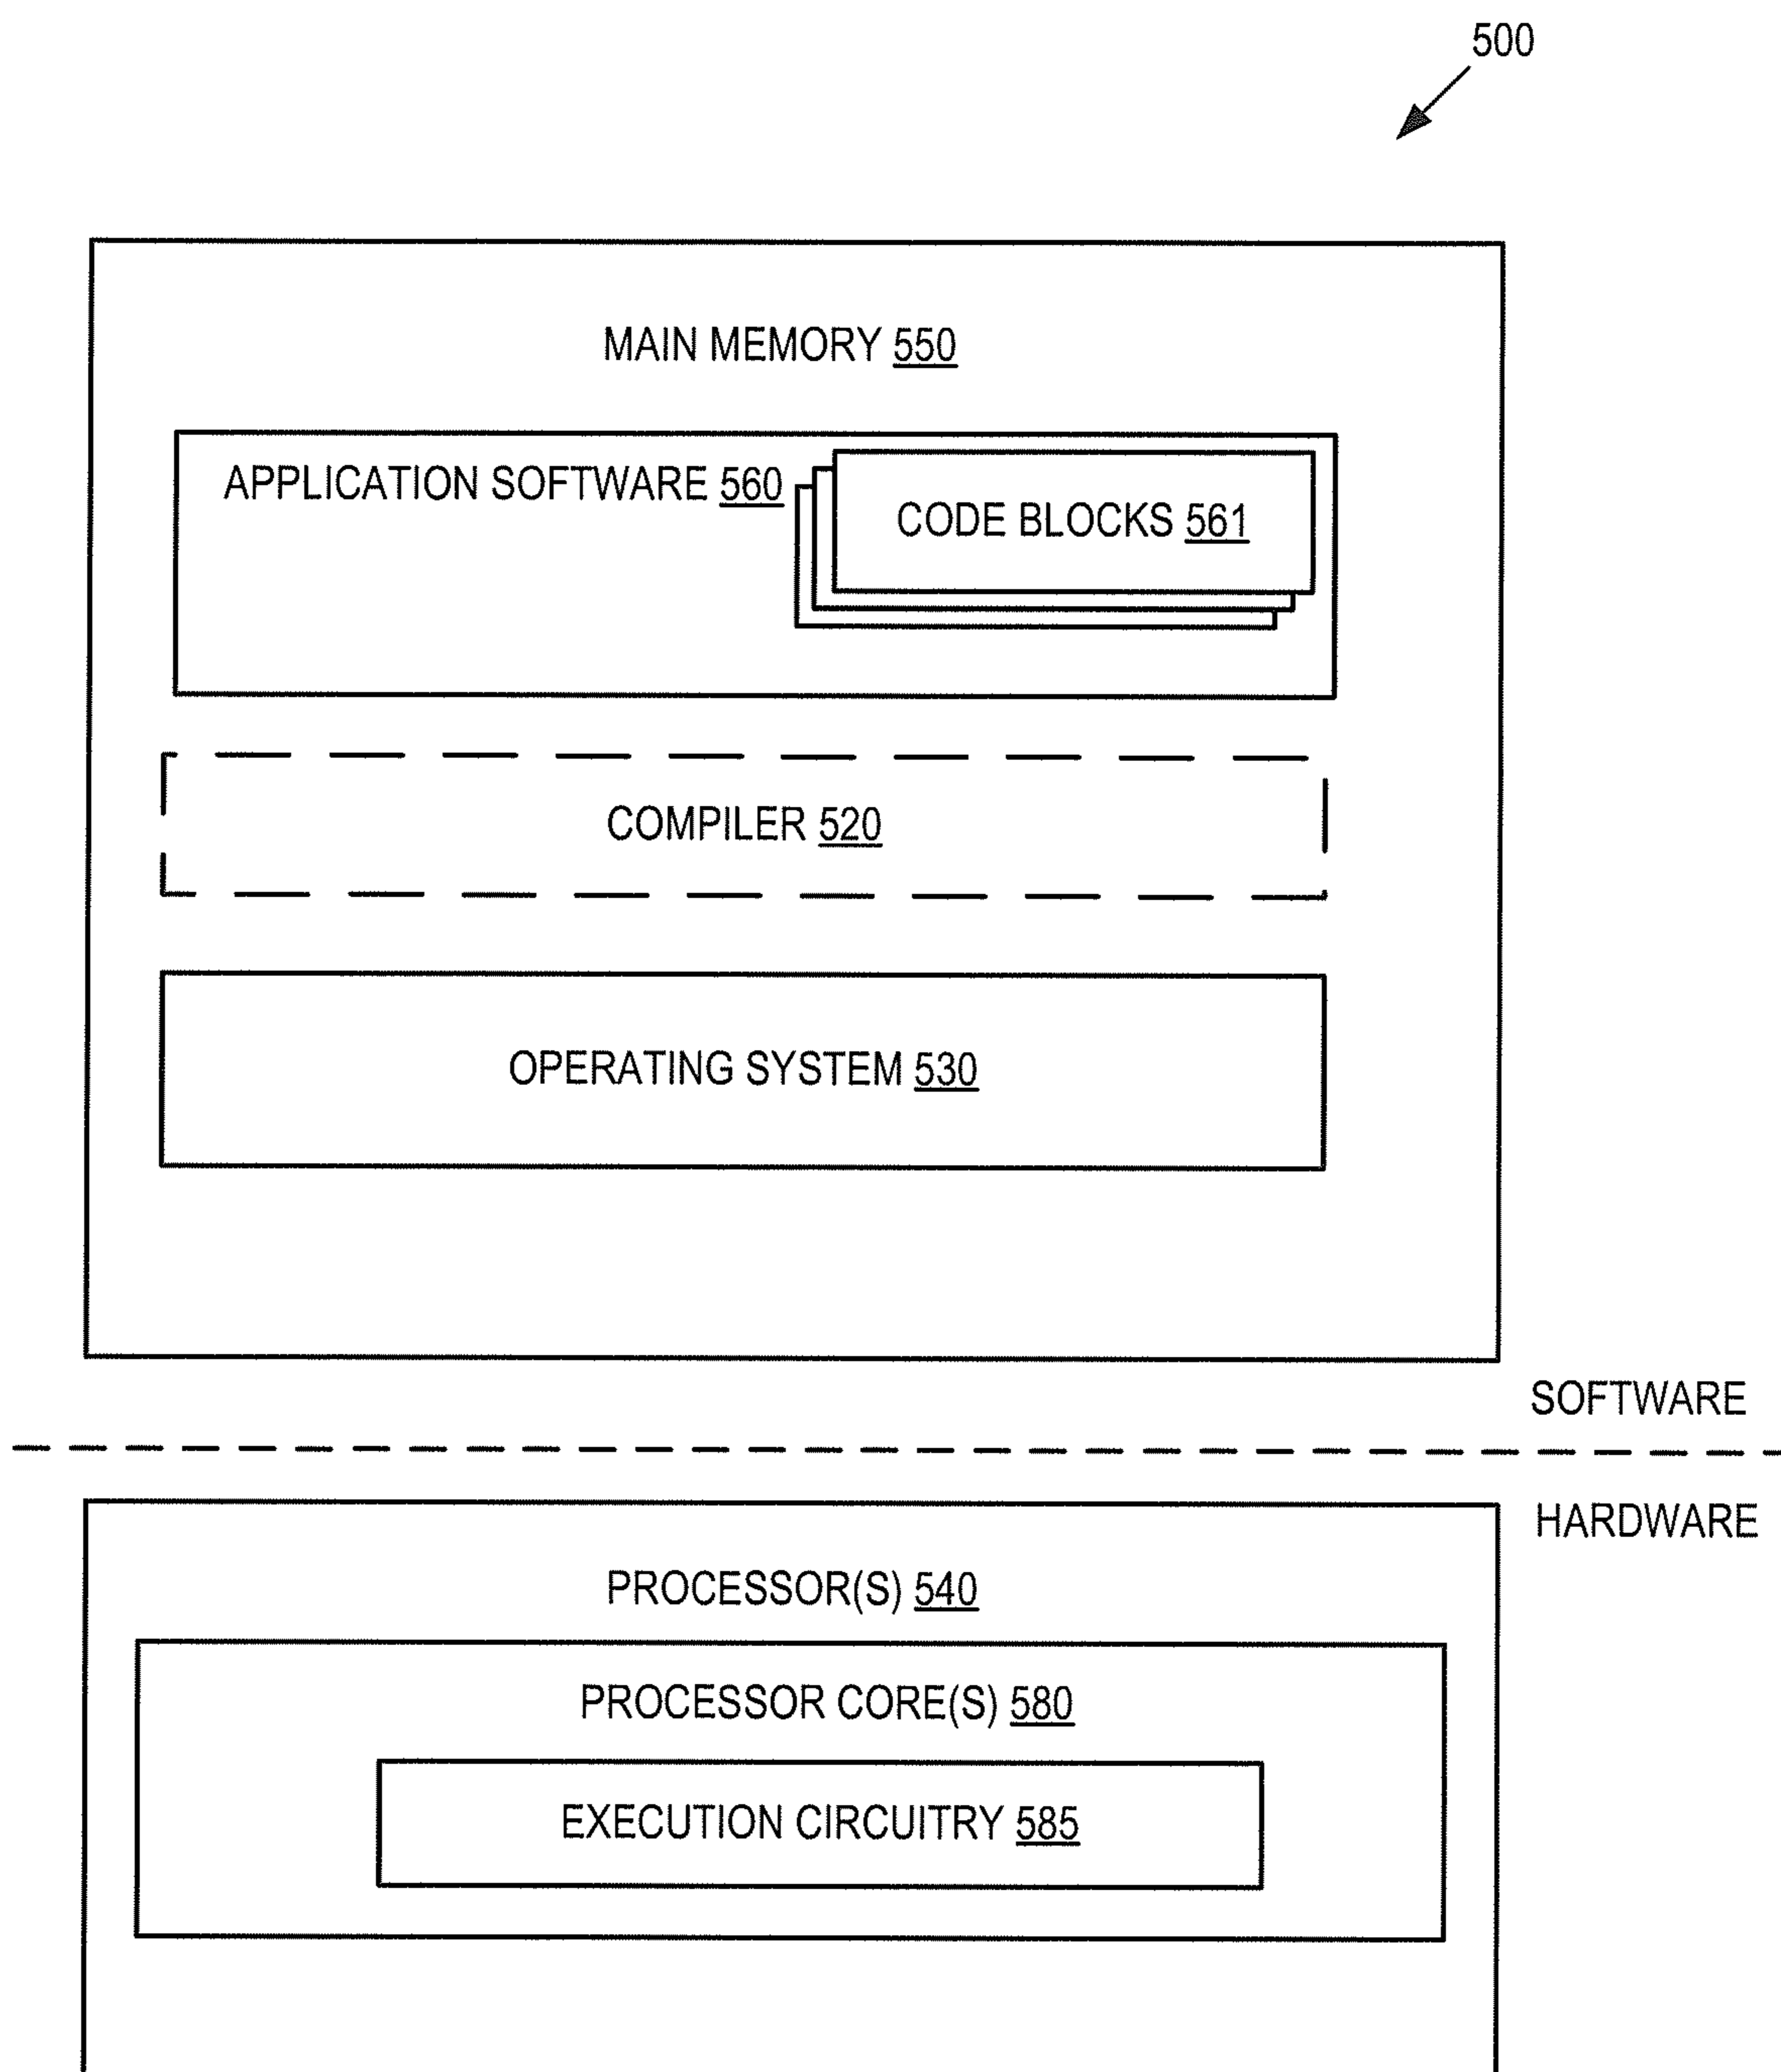 500
MAIN MEMORY 550
APPLICATION SOFTWARE 560
CODE BLOCKS 561
COMPILER 520
OPERATING SYSTEM 530
SOFTWARE
HARDWARE
PROCESSOR(S) 540
PROCESSOR CORE(S) 580
EXECUTION CIRCUITRY 585